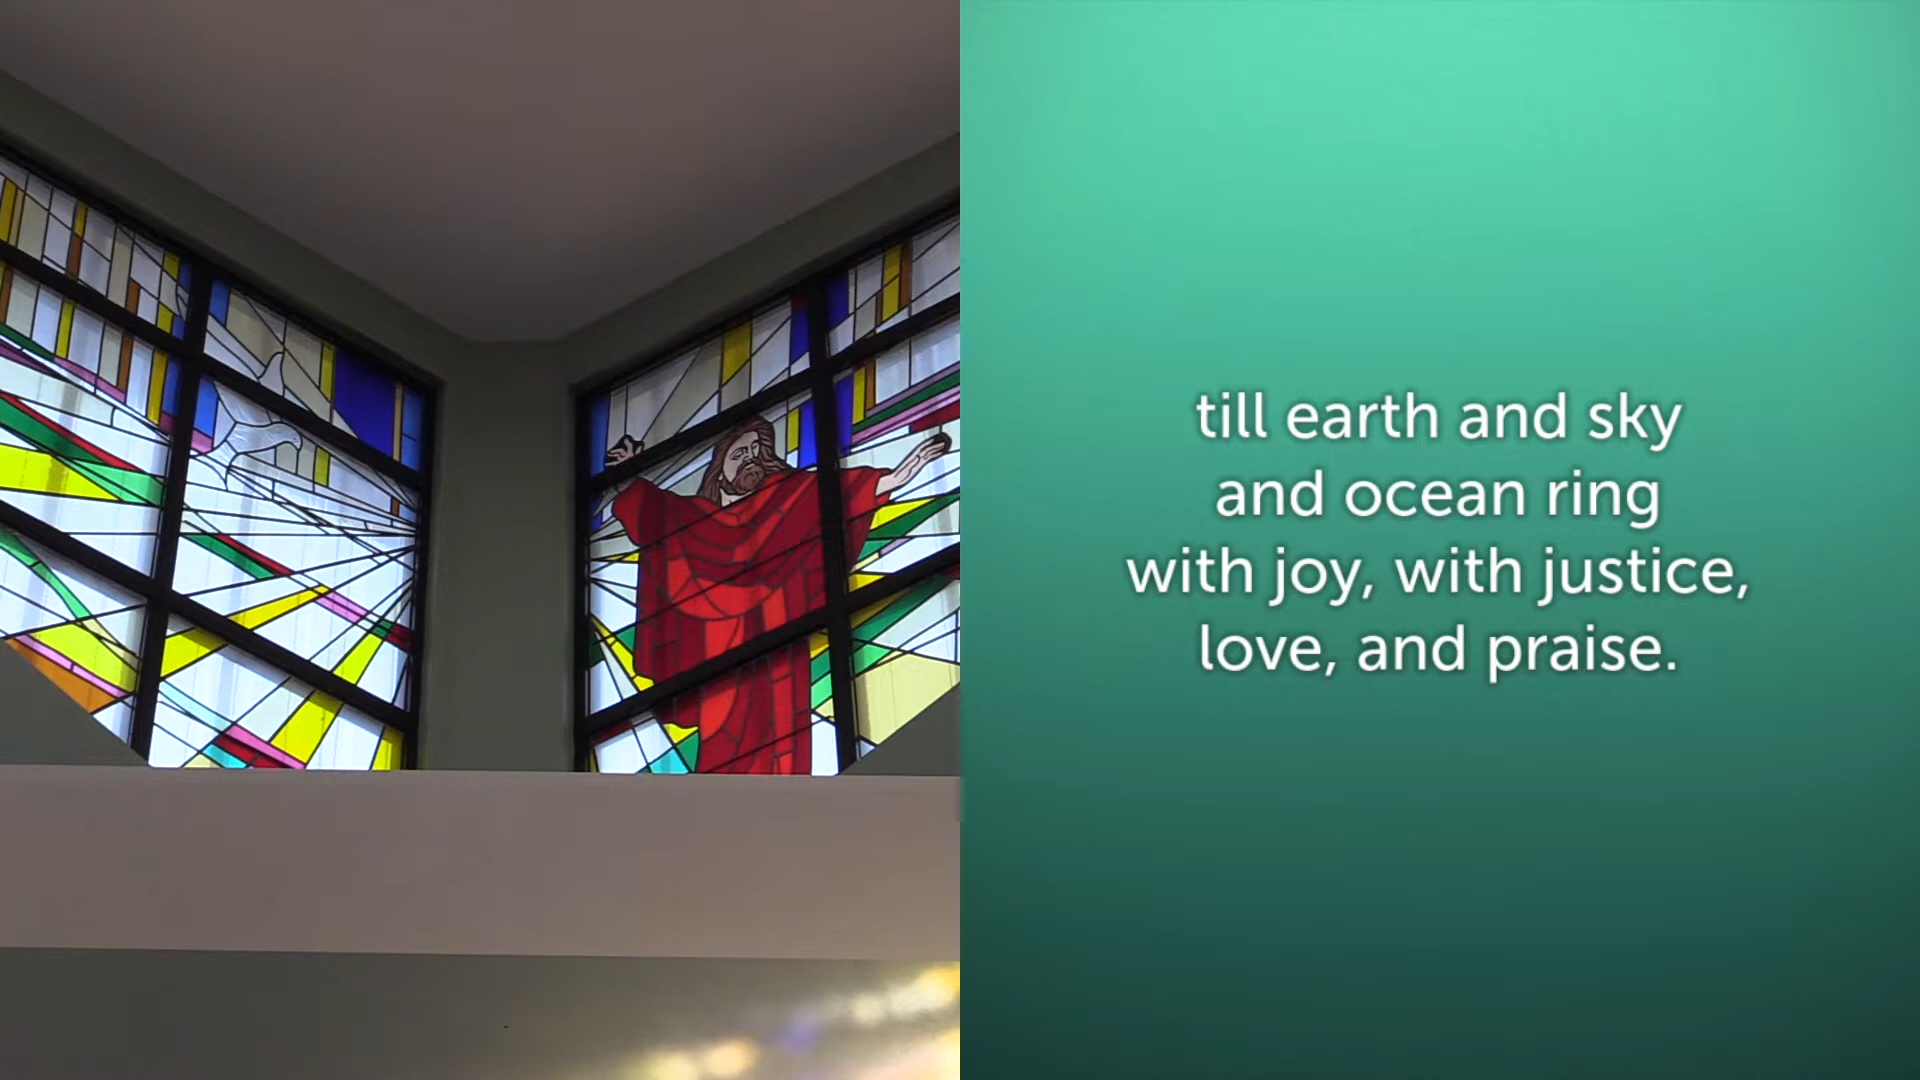 till earth and sky
and ocean ring
with joy, with justice,
love, and praise.